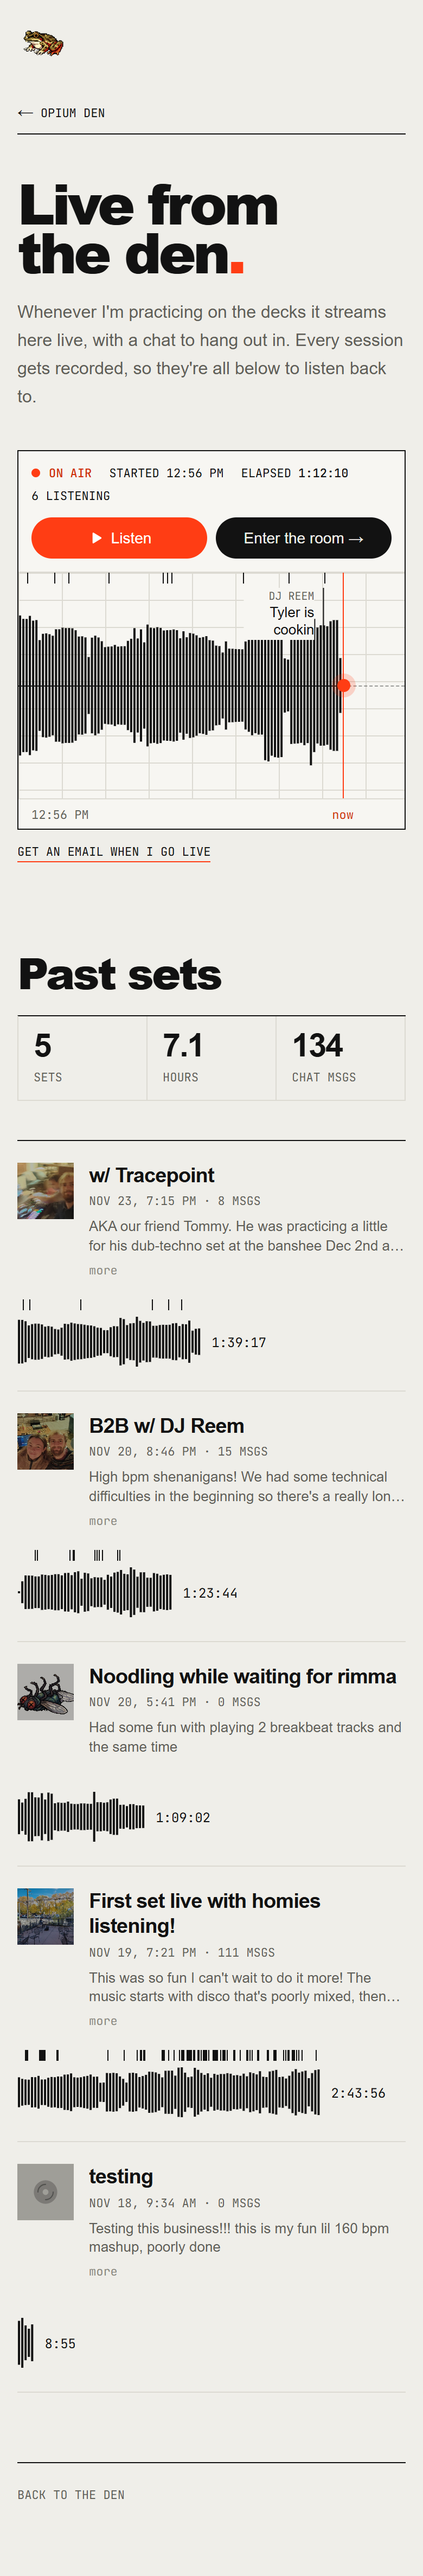 ← OPIUM DEN
Live from
the den.
Whenever I'm practicing on the decks it streams
here live, with a chat to hang out in. Every session
gets recorded, so they're all below to listen back
to.
ON AIR STARTED 12:56 PM ELAPSED 1:12:10
6 LISTENING
Listen
Enter the room →
DJ REEM
Tyler is
cookin
12:56 PM
now
GET AN EMAIL WHEN I GO LIVE
Past sets
5
SETS
7.1
HOURS
134
CHAT MSGS
w/ Tracepoint
NOV 23, 7:15 PM · 8 MSGS
AKA our friend Tommy. He was practicing a little
for his dub-techno set at the banshee Dec 2nd a...
more
1:39:17
B2B w/ DJ Reem
NOV 20, 8:46 PM · 15 MSGS
High bpm shenanigans! We had some technical
difficulties in the beginning so there's a really lon...
more
1:23:44
Noodling while waiting for rimma
NOV 20, 5:41 PM · 0 MSGS
Had some fun with playing 2 breakbeat tracks and
the same time
1:09:02
First set live with homies
listening!
NOV 19, 7:21 PM · 111 MSGS
This was so fun I can't wait to do it more! The
music starts with disco that's poorly mixed, then...
more
2:43:56
testing
NOV 18, 9:34 AM · 0 MSGS
Testing this business!!! this is my fun lil 160 bpm
mashup, poorly done
more
8:55
BACK TO THE DEN